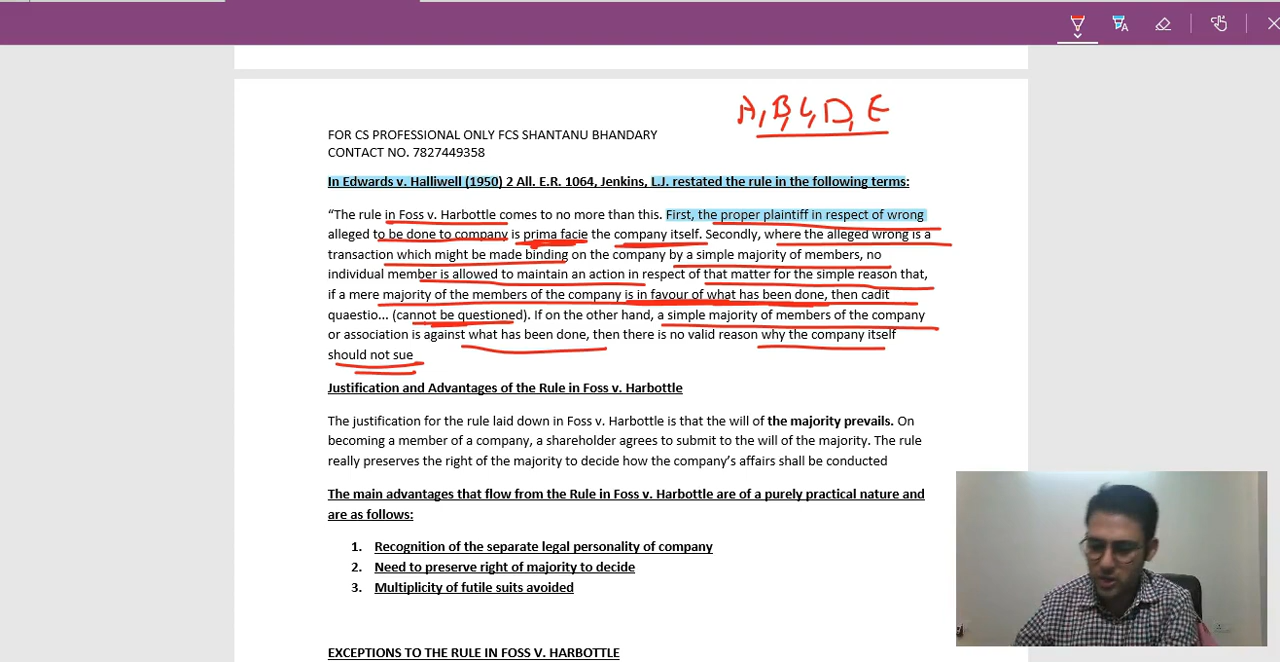 A, B, C, D, E
FOR CS PROFESSIONAL ONLY FCS SHANTANU BHANDARY
CONTACT NO. 7827449358
In Edwards v. Halliwell (1950) 2 All. E.R. 1064, Jenkins, L.J. restated the rule in the following terms:
“The rule in Foss v. Harbottle comes to no more than this. First, the proper plaintiff in respect of wrong
alleged to be done to company is prima facie the company itself. Secondly, where the alleged wrong is a
transaction which might be made binding on the company by a simple majority of members, no
individual member is allowed to maintain an action in respect of that matter for the simple reason that,
if a mere majority of the members of the company is in favour of what has been done, then cadit
quaestio... (cannot be questioned). If on the other hand, a simple majority of members of the company
or association is against what has been done, then there is no valid reason why the company itself
should not sue
Justification and Advantages of the Rule in Foss v. Harbottle
The justification for the rule laid down in Foss v. Harbottle is that the will of the majority prevails. On
becoming a member of a company, a shareholder agrees to submit to the will of the majority. The rule
really preserves the right of the majority to decide how the company’s affairs shall be conducted
The main advantages that flow from the Rule in Foss v. Harbottle are of a purely practical nature and
are as follows:
1. Recognition of the separate legal personality of company
2. Need to preserve right of majority to decide
3. Multiplicity of futile suits avoided
EXCEPTIONS TO THE RULE IN FOSS V. HARBOTTLE